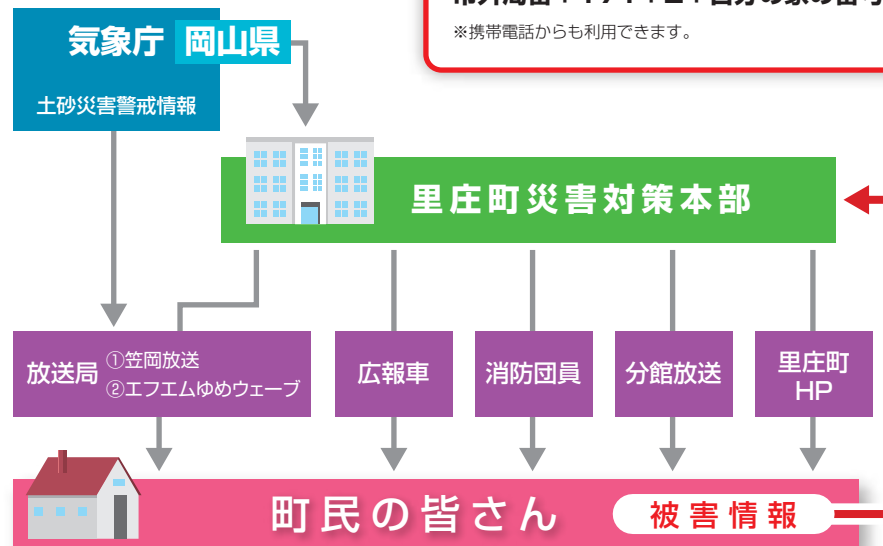 ※携帯電話からも利用できます。
気象庁 岡山県
土砂災害警戒情報
里庄町災害対策本部
放送局
①笠岡放送
②エフエムゆめウェーブ
広報車
消防団員
分館放送
里庄町
HP
町民の皆さん
被害情報